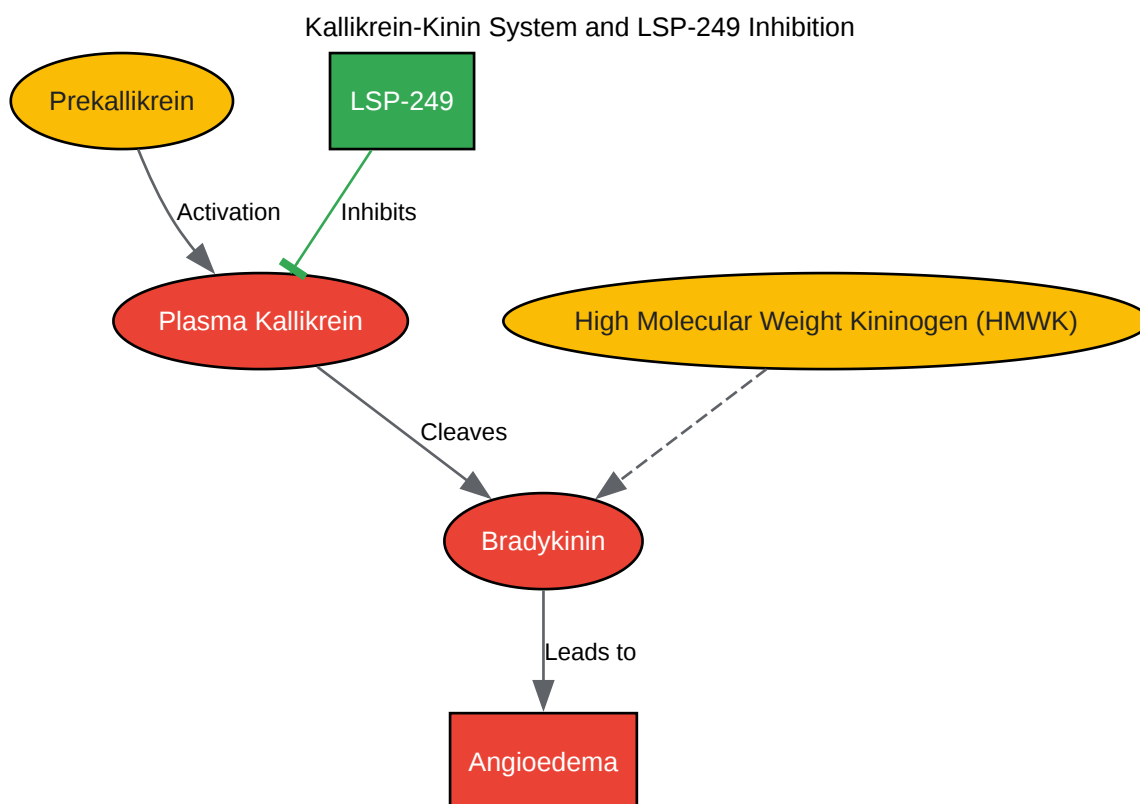 Kallikrein-Kinin System and LSP-249 Inhibition
Prekallikrein
LSP-249
Activation
Inhibits
Plasma Kallikrein
High Molecular Weight Kininogen (HMWK)
Cleaves
Bradykinin
Leads to
Angioedema